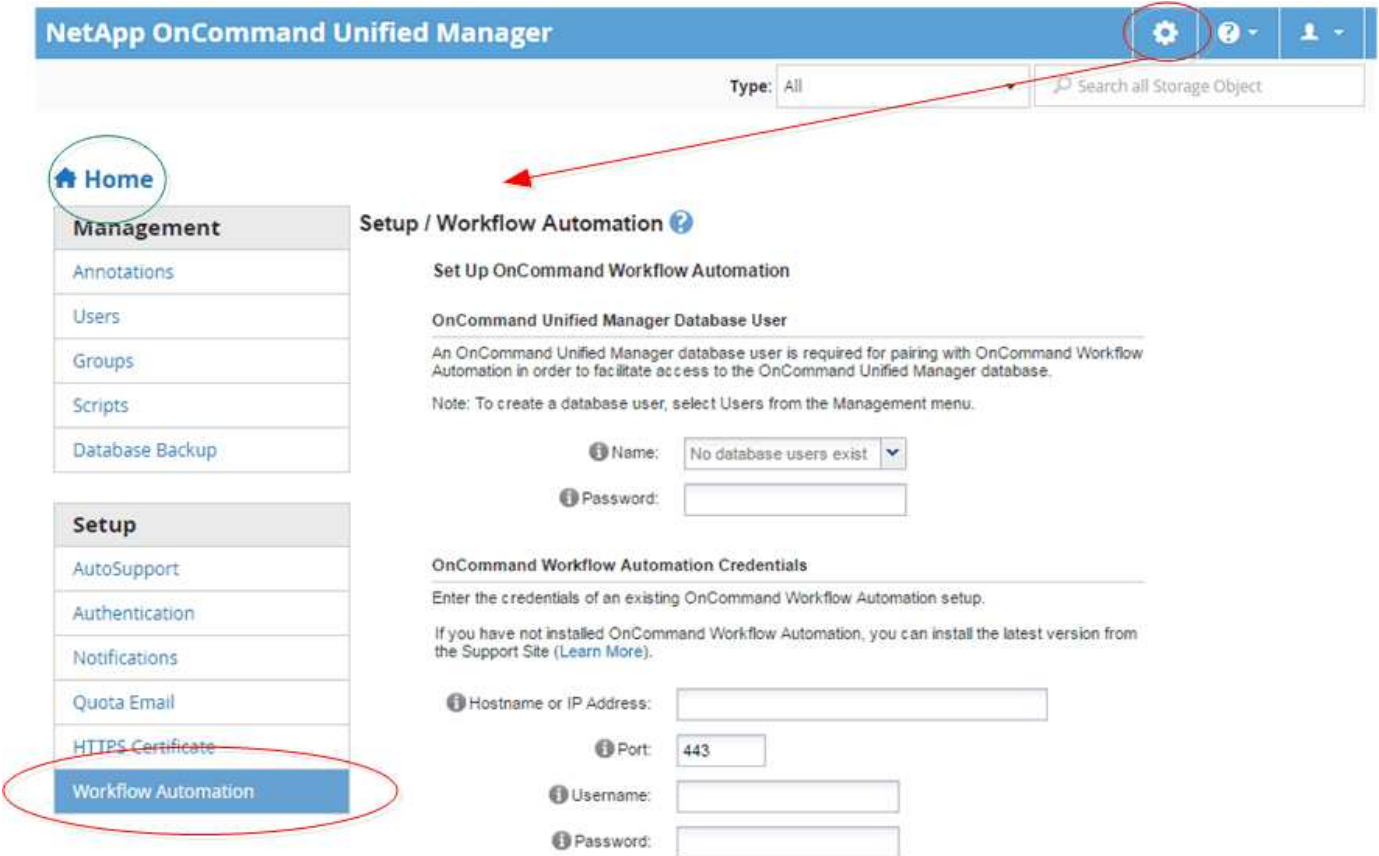 NetApp OnCommand Unified Manager
Type: All Search all Storage Object
Home
Management
Annotations
Users
Groups
Scripts
Database Backup
Setup
AutoSupport
Authentication
Notifications
Quota Email
HTTPS Certificate
Workflow Automation
Setup / Workflow Automation
Set Up OnCommand Workflow Automation
OnCommand Unified Manager Database User
An OnCommand Unified Manager database user is required for pairing with OnCommand Workflow
Automation in order to facilitate access to the OnCommand Unified Manager database.
Note: To create a database user, select Users from the Management menu.
Name: No database users exist
Password:
OnCommand Workflow Automation Credentials
Enter the credentials of an existing OnCommand Workflow Automation setup.
If you have not installed OnCommand Workflow Automation, you can install the latest version from
the Support Site (Learn More).
Hostname or IP Address:
Port: 443
Username:
Password: